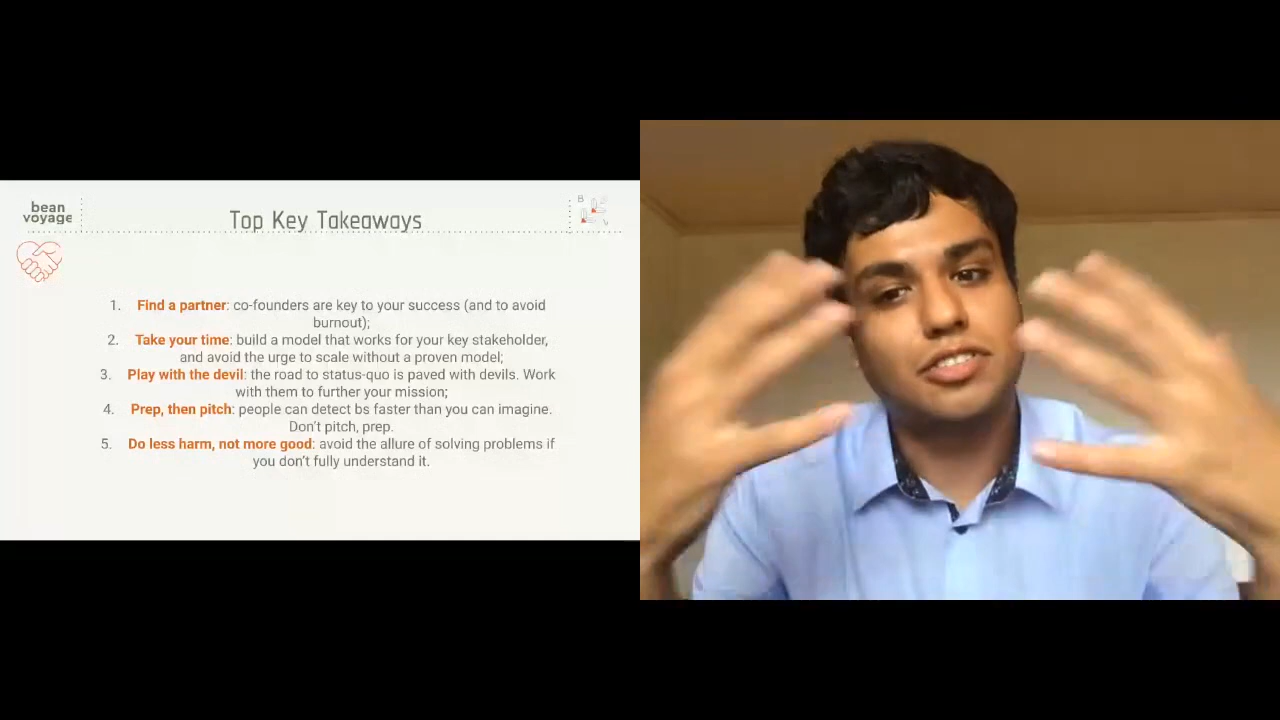 bean
voyage
Top Key Takeaways
1. Find a partner: co-founders are key to your success (and to avoid
burnout);
2. Take your time: build a model that works for your key stakeholder,
and avoid the urge to scale without a proven model;
3. Play with the devil: the road to status-quo is paved with devils. Work
with them to further your mission;
4. Prep, then pitch: people can detect bs faster than you can imagine.
Don't pitch, prep.
5. Do less harm, not more good: avoid the allure of solving problems if
you don't fully understand it.